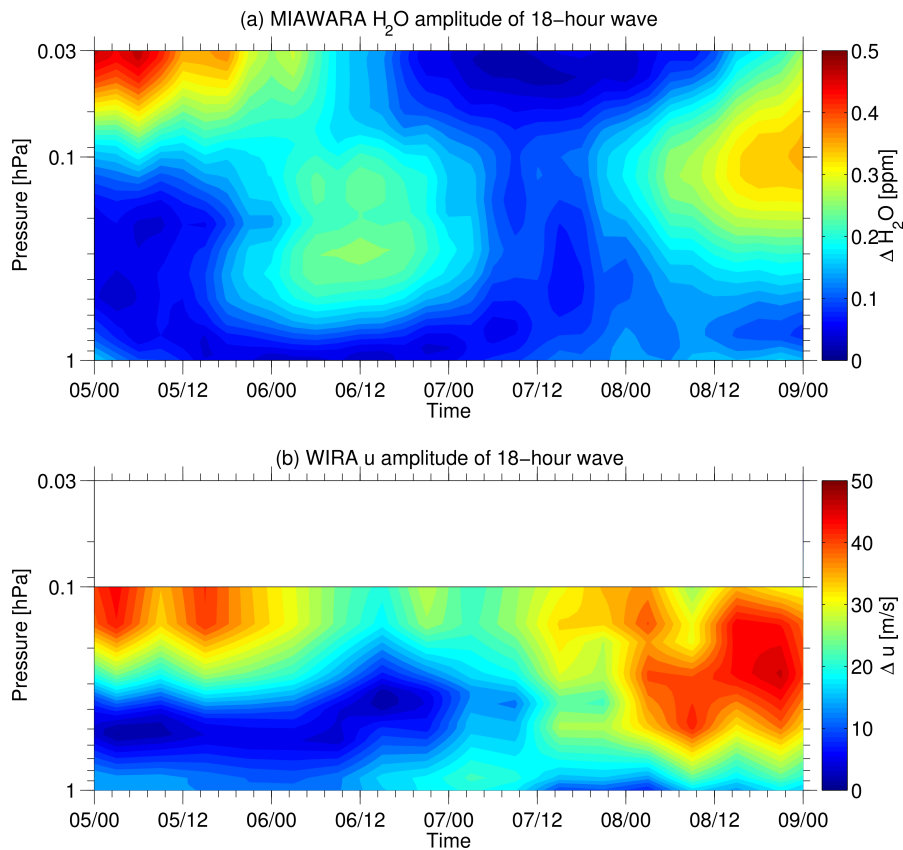 (a) MIAWARA H2O amplitude of 18−hour wave
0.03
0.1
1
Pressure [hPa]
05/00 05/12 06/00 06/12 07/00 07/12 08/00 08/12 09/00
Time
0.5
0.4
0.3
0.2
0.1
0
Δ H2O [ppm]
(b) WIRA u amplitude of 18−hour wave
0.03
0.1
1
Pressure [hPa]
05/00 05/12 06/00 06/12 07/00 07/12 08/00 08/12 09/00
Time
50
40
30
20
10
0
Δ u [m/s]